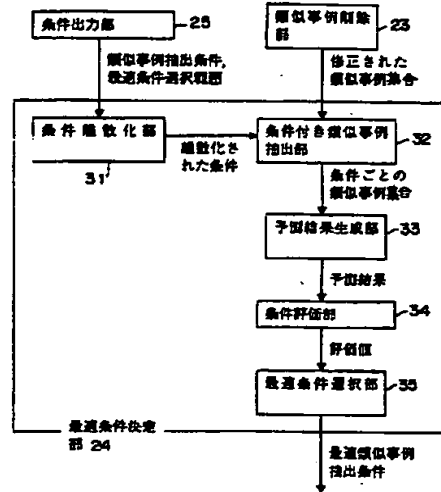 条件出力部
25
類似事例削除
部
23
類似事例抽出条件,
最適条件選択範囲
修正された
類似事例集合
条件離散化部
31
離散化さ
れた条件
条件付き類似事例
抽出部
32
条件ごとの
類似事例集合
予測結果生成部
33
予測結果
条件評価部
34
評価値
最適条件選択部
35
最適条件決定
部 24
最適類似事例
抽出条件